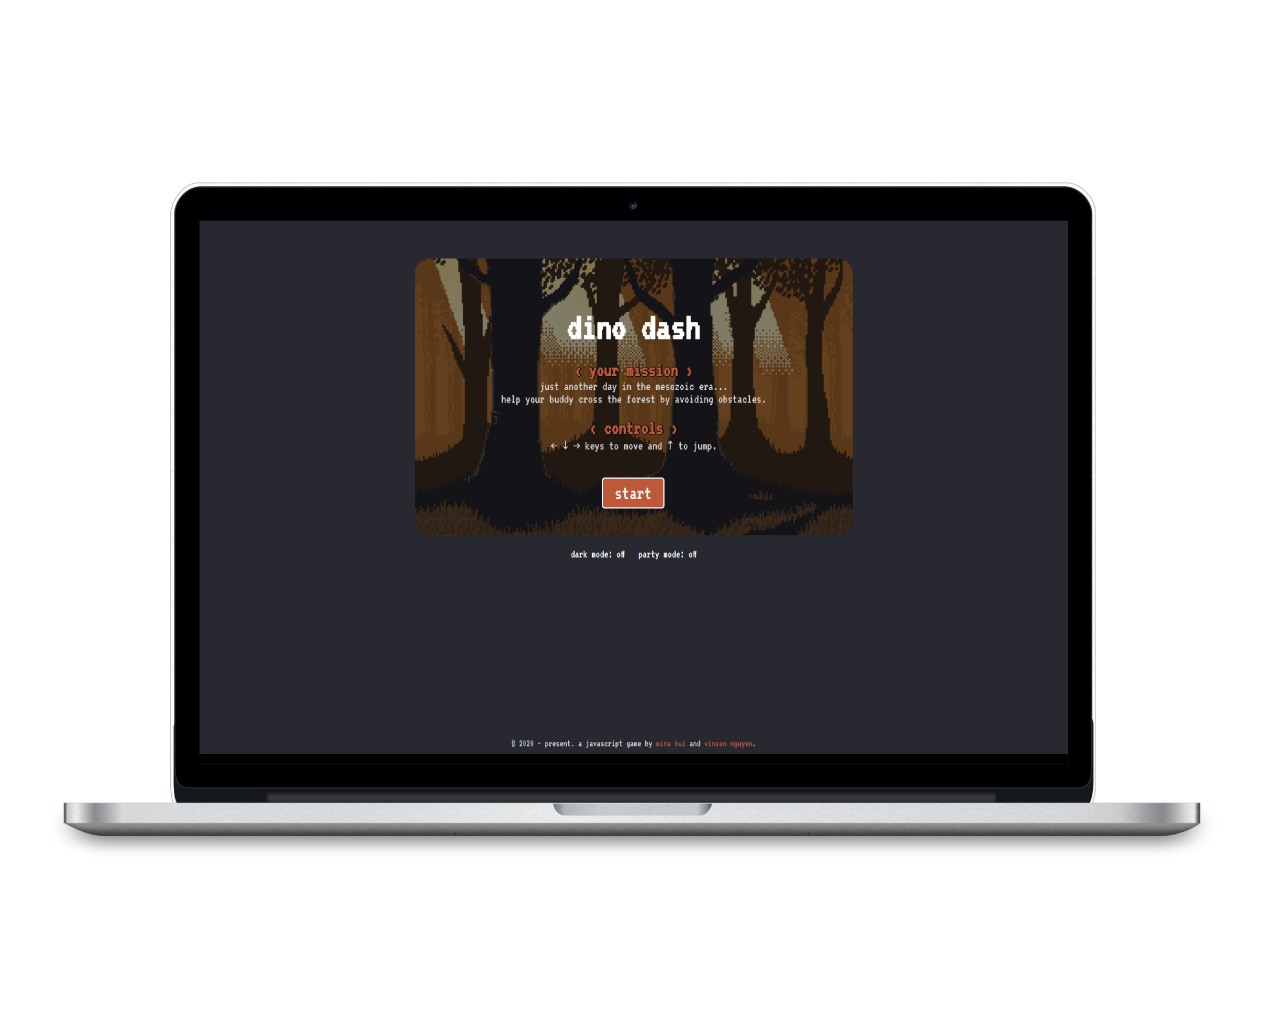 dino dash
‹ your mission ›
just another day in the mesozoic era...
help your buddy cross the forest by avoiding obstacles.
‹ controls ›
← ↓ → keys to move and ↑ to jump.
start
dark mode: off party mode: off
▯ 2020 - present. a javascript game by mina bui and vinson nguyen.